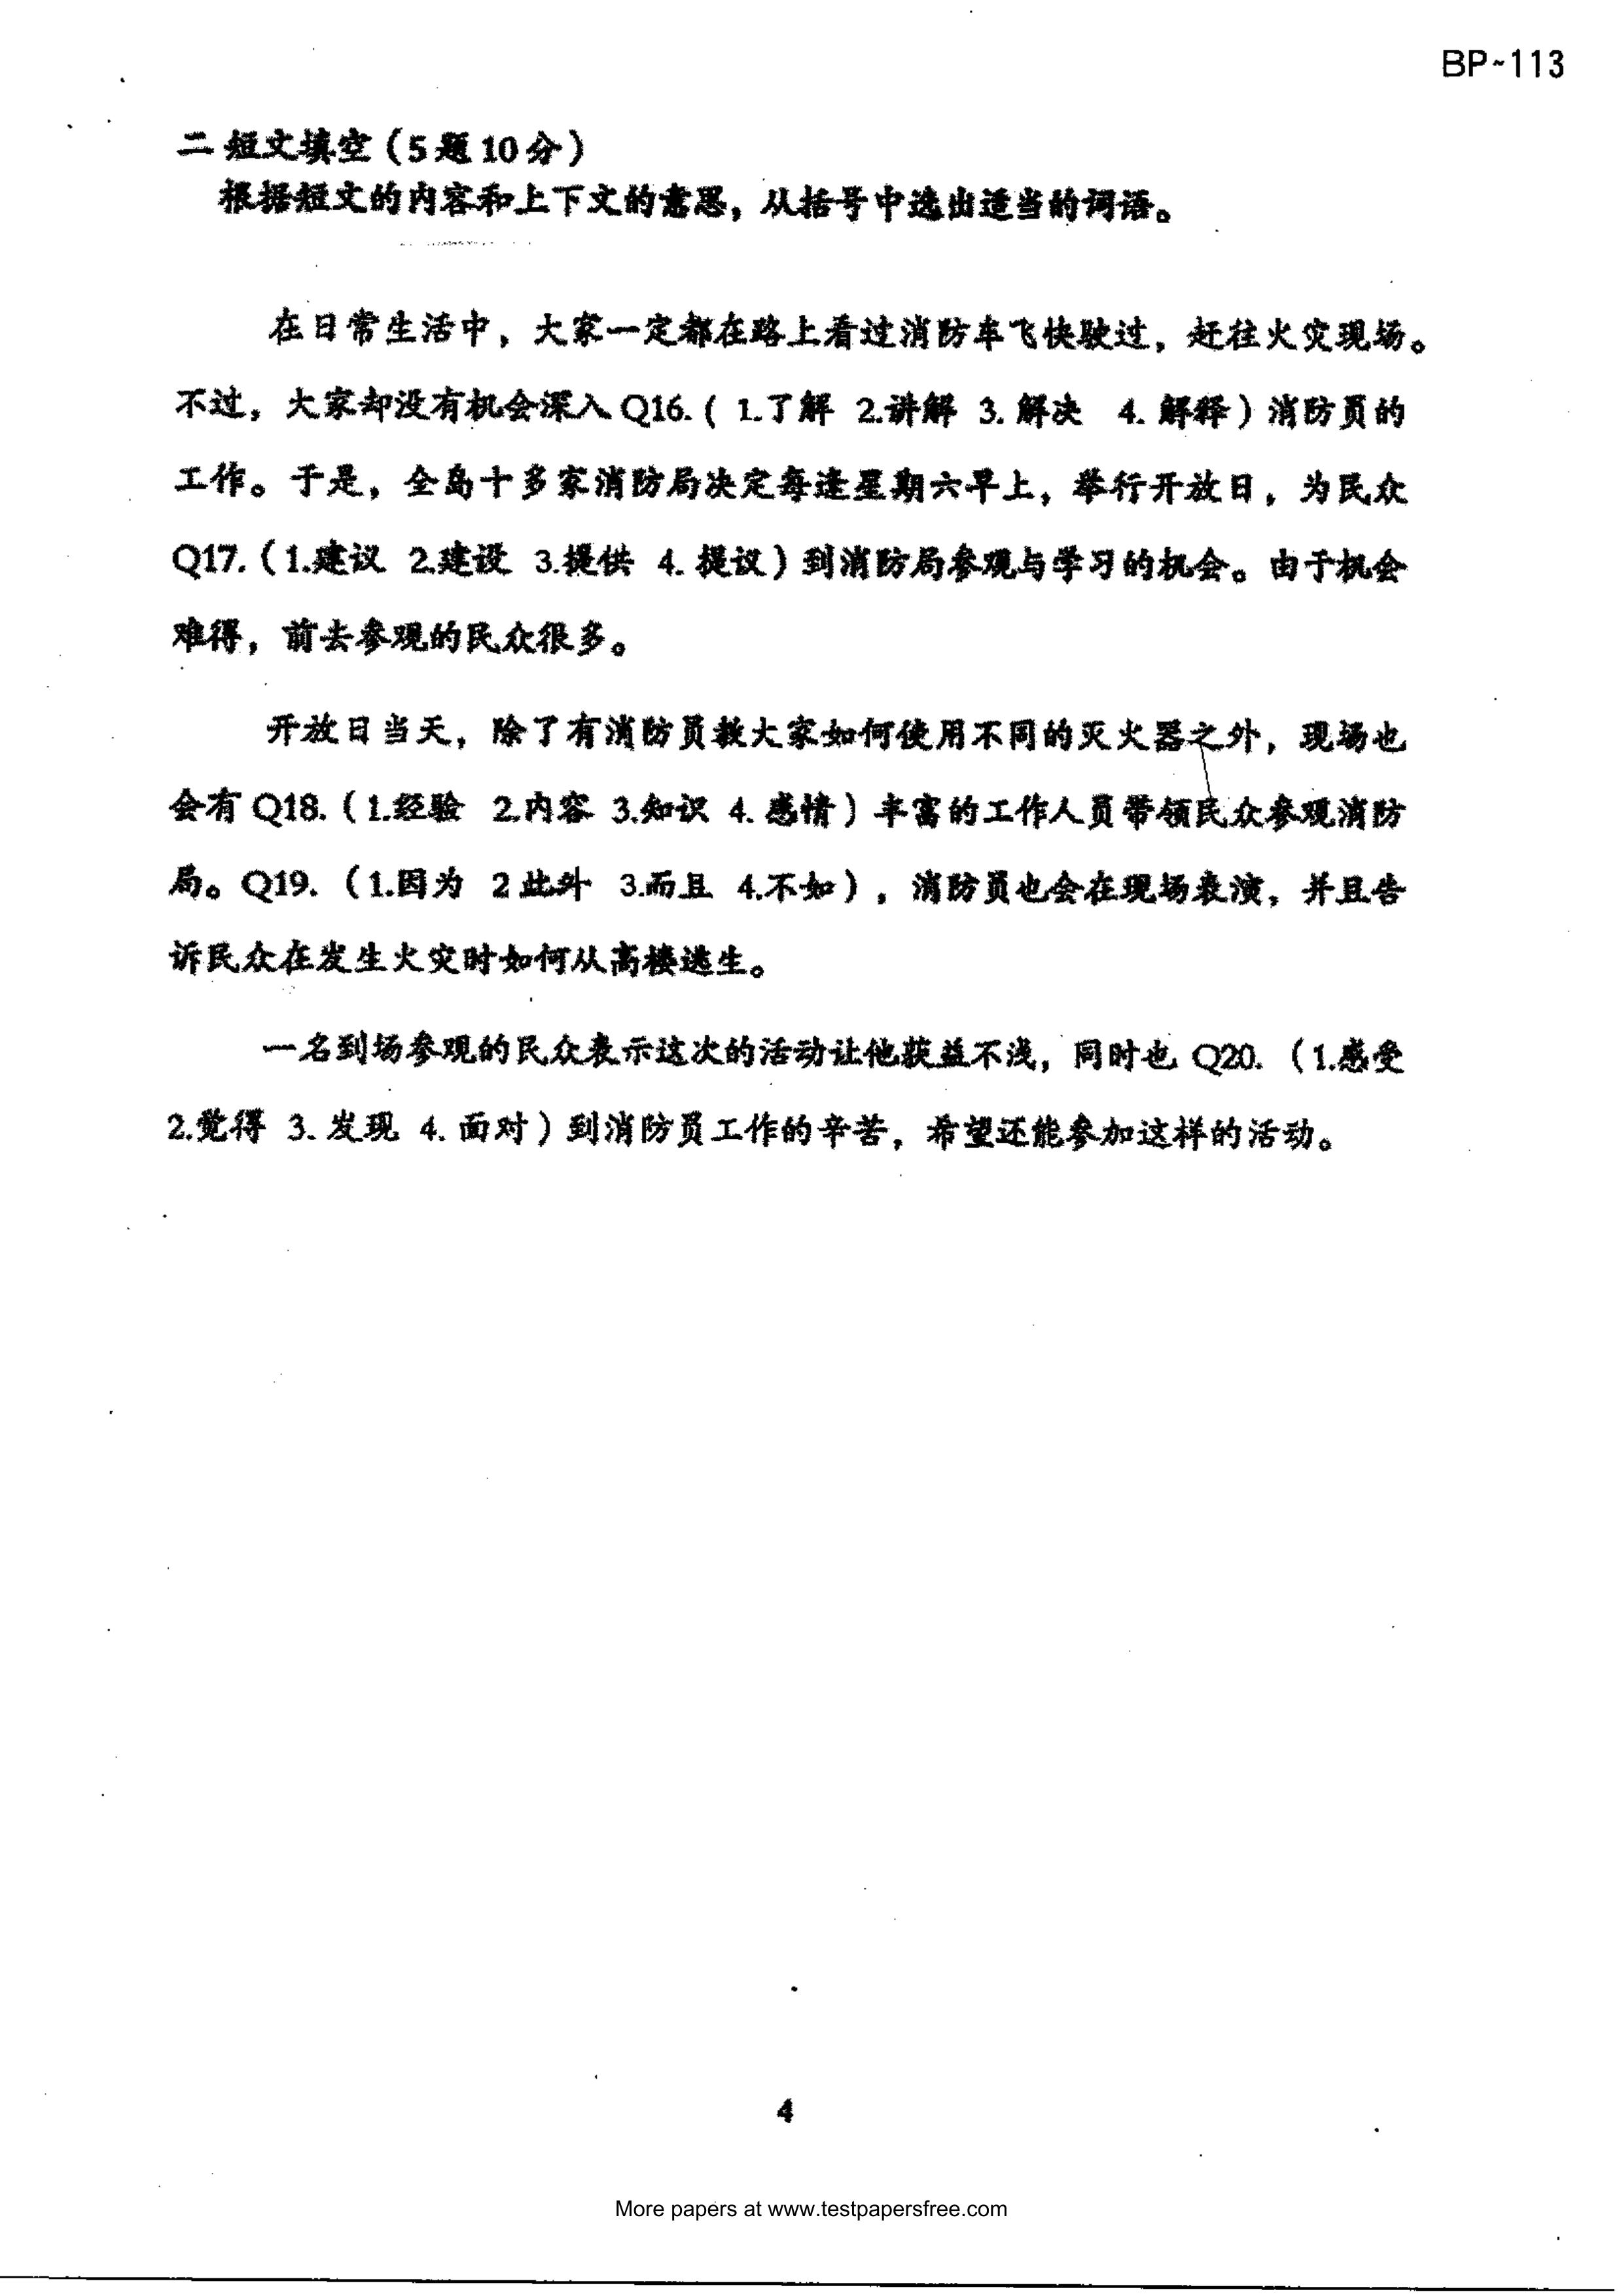 BP~113
二 短文填空（5题10分）
根据短文的内容和上下文的意思，从括号中选出适当的词语。
在日常生活中，大家一定都在路上看过消防车飞快驶过，赶往火灾现场。
不过，大家却没有机会深入 Q16.（ 1.了解 2.讲解 3. 解决 4. 解释）消防员的
工作。于是，全岛十多家消防局决定每逢星期六早上，举行开放日，为民众
Q17.（1.建议 2.建设 3.提供 4. 提议）到消防局参观与学习的机会。由于机会
难得，前去参观的民众很多。
开放日当天，除了有消防员教大家如何使用不同的灭火器之外，现场也
会有 Q18.（1.经验 2.内容 3.知识 4. 感情）丰富的工作人员带领民众参观消防
局。Q19.（1.因为 2 此外 3.而且 4.不如），消防员也会在现场表演，并且告
诉民众在发生火灾时如何从高楼逃生。
一名到场参观的民众表示这次的活动让他获益不浅，同时也 Q20.（1.感受
2.觉得 3. 发现 4. 面对）到消防员工作的辛苦，希望还能参加这样的活动。
4
More papers at www.testpapersfree.com